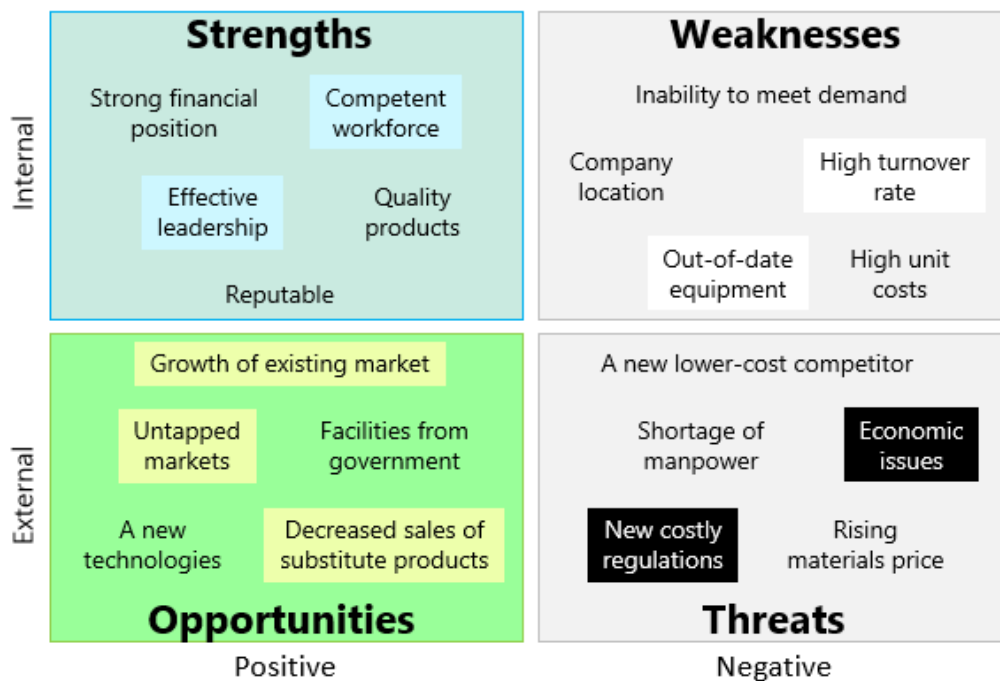 Internal
Strengths
Strong financial
position
Competent
workforce
Effective
leadership
Quality
products
Reputable
Weaknesses
Inability to meet demand
Company
location
High turnover
rate
Out-of-date
equipment
High unit
costs
External
Growth of existing market
Untapped
markets
Facilities from
government
A new
technologies
Decreased sales of
substitute products
Opportunities
A new lower-cost competitor
Shortage of
manpower
Economic
issues
New costly
regulations
Rising
materials price
Threats
Positive
Negative